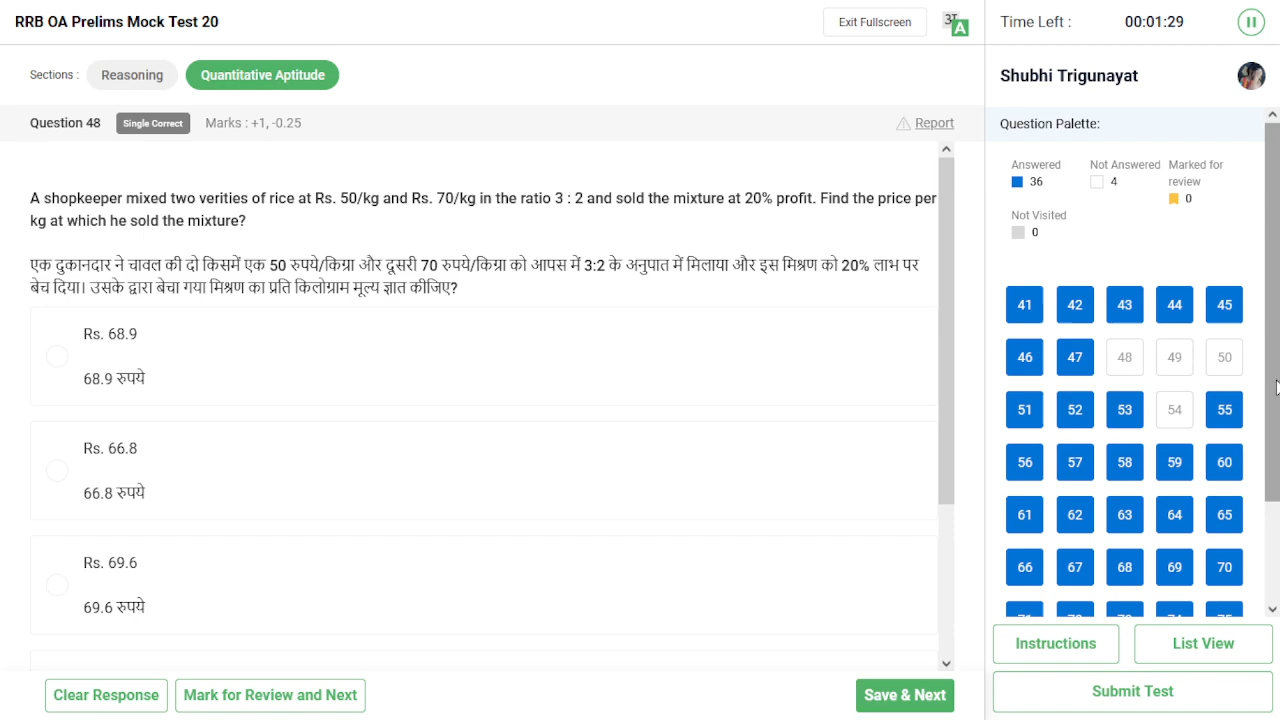 RRB OA Prelims Mock Test 20
Exit Fullscreen
A
Time Left :
00:01:29
Sections :
Reasoning
Quantitative Aptitude
Shubhi Trigunayat
Question 48
Single Correct
Marks : +1, -0.25
Report
Question Palette:
Answered
36
Not Answered
4
Marked for
review
0
Not Visited
0
A shopkeeper mixed two verities of rice at Rs. 50/kg and Rs. 70/kg in the ratio 3 : 2 and sold the mixture at 20% profit. Find the price per
kg at which he sold the mixture?
एक दुकानदार ने चावल की दो किसमें एक 50 रुपये/किग्रा और दूसरी 70 रुपये/किग्रा को आपस में 3:2 के अनुपात में मिलाया और इस मिश्रण को 20% लाभ पर
बेच दिया। उसके द्वारा बेचा गया मिश्रण का प्रति किलोग्राम मूल्य ज्ञात कीजिए?
Rs. 68.9
68.9 रुपये
Rs. 66.8
66.8 रुपये
Rs. 69.6
69.6 रुपये
41 42 43 44 45
46 47 48 49 50
51 52 53 54 55
56 57 58 59 60
61 62 63 64 65
66 67 68 69 70
Instructions
List View
Clear Response
Mark for Review and Next
Save & Next
Submit Test